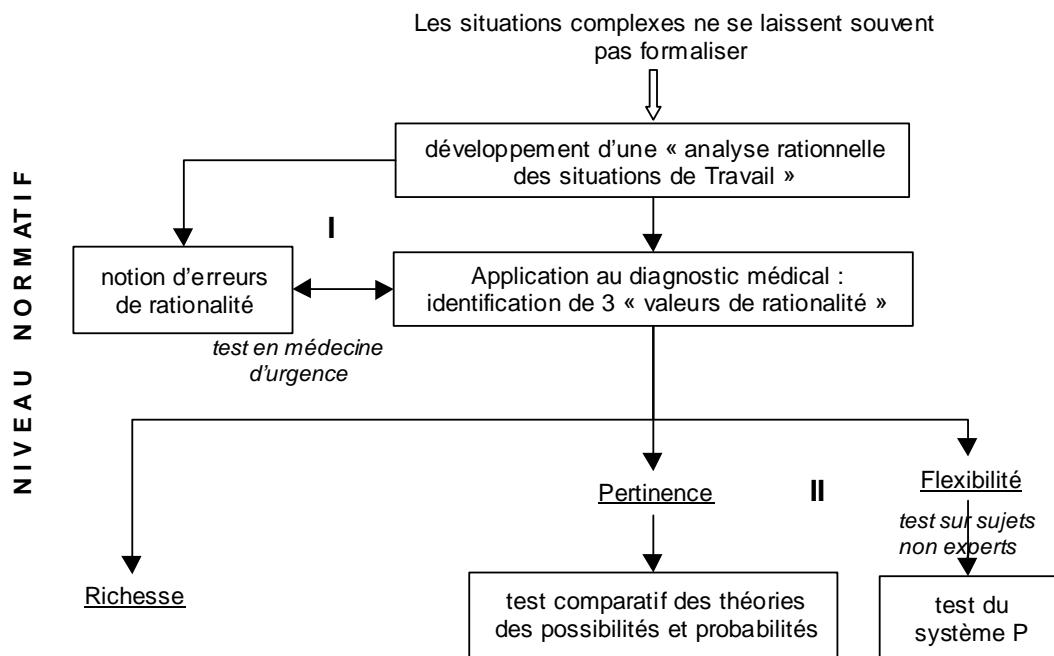 Les situations complexes ne se laissent souvent
pas formaliser
développement d’une « analyse rationnelle
des situations de Travail »
NIVEAU NORMATIF
I
notion d’erreurs
de rationalité
Application au diagnostic médical :
identification de 3 « valeurs de rationalité »
test en médecine
d’urgence
Pertinence
II
Flexibilité
test sur sujets
non experts
Richesse
test comparatif des théories
des possibilités et probabilités
test du
système P